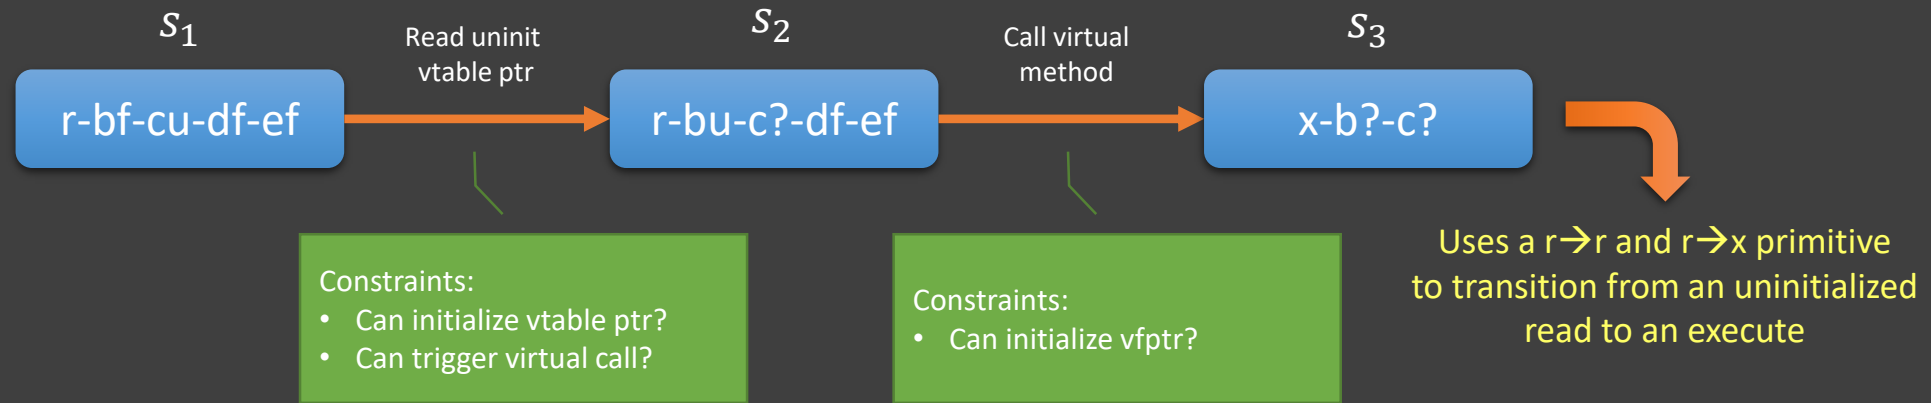 s₁
Read uninit
vtable ptr
s₂
Call virtual
method
s₃
r-bf-cu-df-ef
r-bu-c?-df-ef
x-b?-c?
Constraints:
• Can initialize vtable ptr?
• Can trigger virtual call?
Constraints:
• Can initialize vfptr?
Uses a r→r and r→x primitive
to transition from an uninitialized
read to an execute